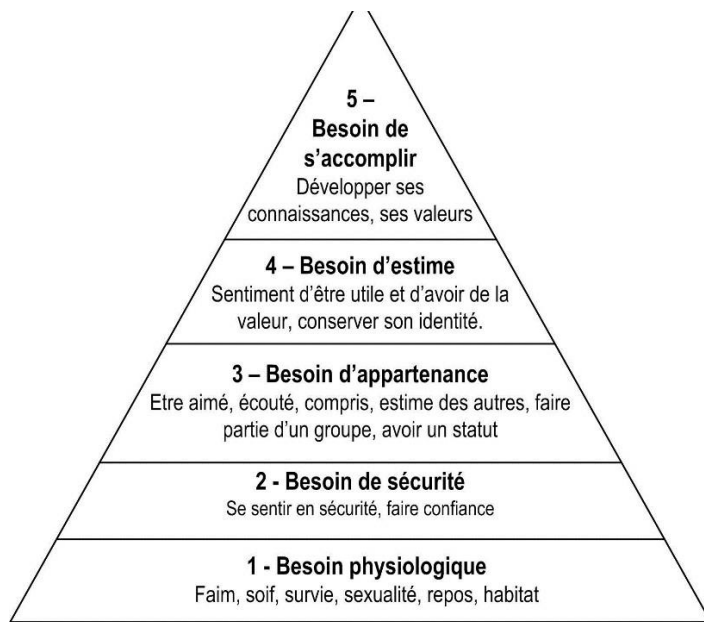 5 –
Besoin de
s’accomplir
Développer ses
connaissances, ses valeurs
4 – Besoin d’estime
Sentiment d’être utile et d’avoir de la
valeur, conserver son identité.
3 – Besoin d’appartenance
Etre aimé, écouté, compris, estime des autres, faire
partie d’un groupe, avoir un statut
2 - Besoin de sécurité
Se sentir en sécurité, faire confiance
1 - Besoin physiologique
Faim, soif, survie, sexualité, repos, habitat